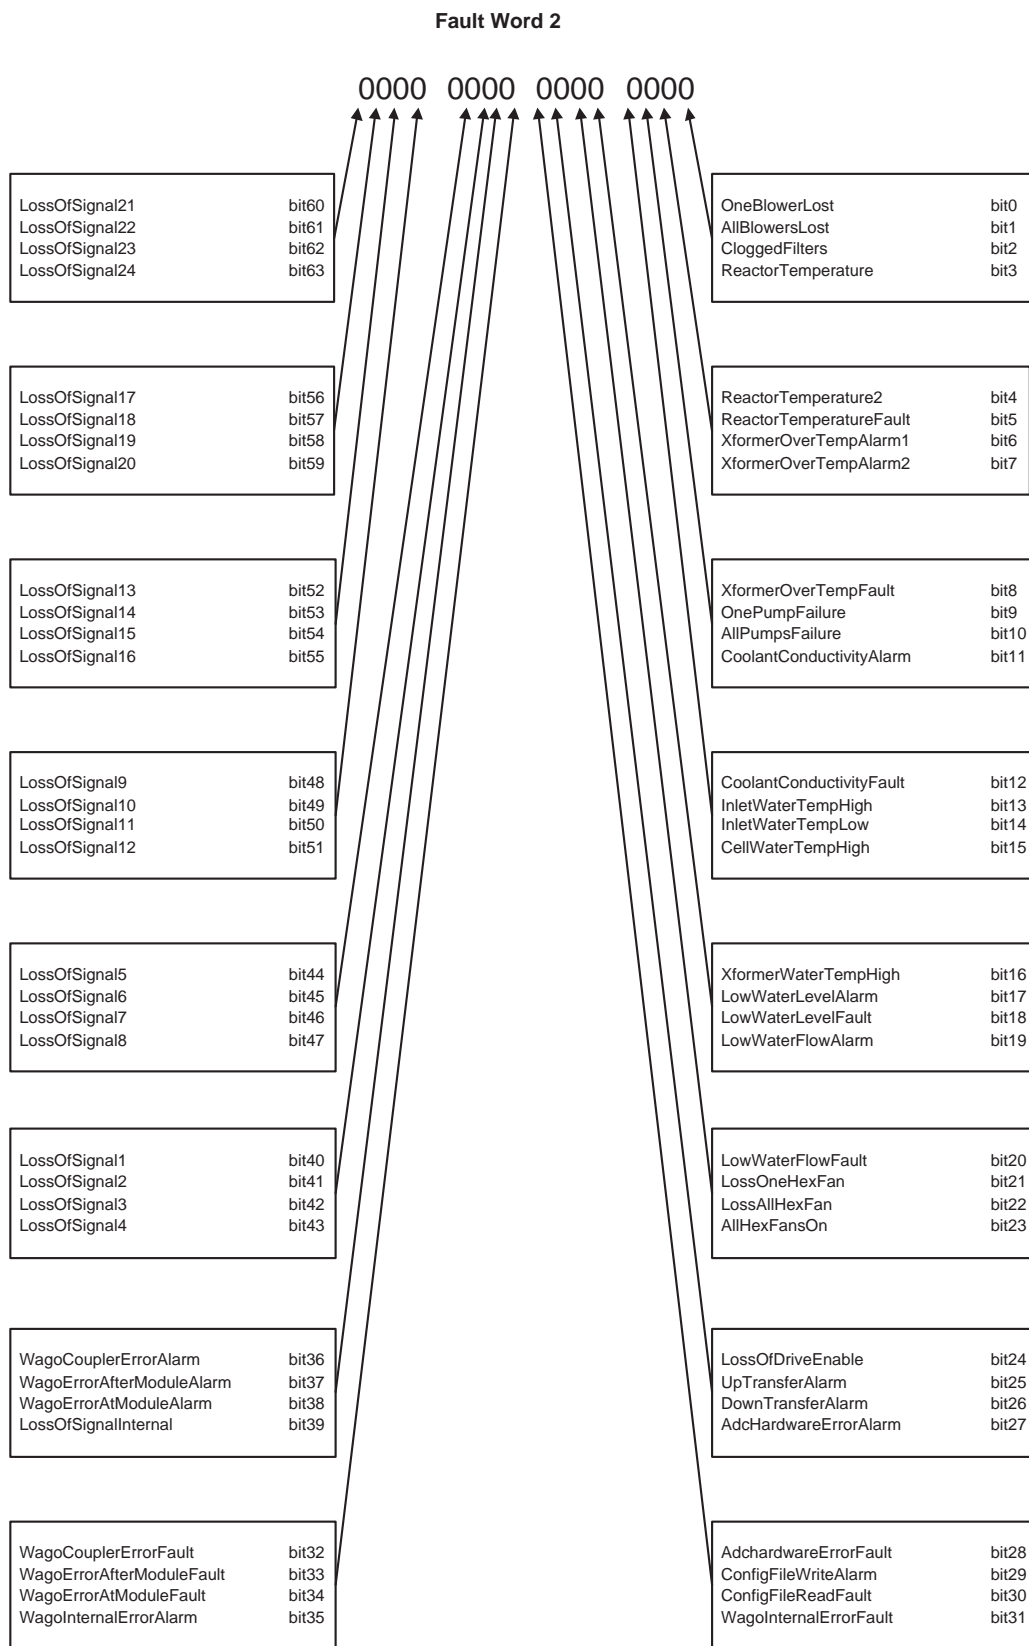 Fault Word 2
0000 0000 0000 0000
LossOfSignal21 bit60
LossOfSignal22 bit61
LossOfSignal23 bit62
LossOfSignal24 bit63
OneBlowerLost bit0
AllBlowersLost bit1
CloggedFilters bit2
ReactorTemperature bit3
LossOfSignal17 bit56
LossOfSignal18 bit57
LossOfSignal19 bit58
LossOfSignal20 bit59
ReactorTemperature2 bit4
ReactorTemperatureFault bit5
XformerOverTempAlarm1 bit6
XformerOverTempAlarm2 bit7
LossOfSignal13 bit52
LossOfSignal14 bit53
LossOfSignal15 bit54
LossOfSignal16 bit55
XformerOverTempFault bit8
OnePumpFailure bit9
AllPumpsFailure bit10
CoolantConductivityAlarm bit11
LossOfSignal9 bit48
LossOfSignal10 bit49
LossOfSignal11 bit50
LossOfSignal12 bit51
CoolantConductivityFault bit12
InletWaterTempHigh bit13
InletWaterTempLow bit14
CellWaterTempHigh bit15
LossOfSignal5 bit44
LossOfSignal6 bit45
LossOfSignal7 bit46
LossOfSignal8 bit47
XformerWaterTempHigh bit16
LowWaterLevelAlarm bit17
LowWaterLevelFault bit18
LowWaterFlowAlarm bit19
LossOfSignal1 bit40
LossOfSignal2 bit41
LossOfSignal3 bit42
LossOfSignal4 bit43
LowWaterFlowFault bit20
LossOneHexFan bit21
LossAllHexFan bit22
AllHexFansOn bit23
WagoCouplerErrorAlarm bit36
WagoErrorAfterModuleAlarm bit37
WagoErrorAtModuleAlarm bit38
LossOfSignalInternal bit39
LossOfDriveEnable bit24
UpTransferAlarm bit25
DownTransferAlarm bit26
AdcHardwareErrorAlarm bit27
WagoCouplerErrorFault bit32
WagoErrorAfterModuleFault bit33
WagoErrorAtModuleFault bit34
WagoInternalErrorAlarm bit35
AdchardwareErrorFault bit28
ConfigFileWriteAlarm bit29
ConfigFileReadFault bit30
WagoInternalErrorFault bit31